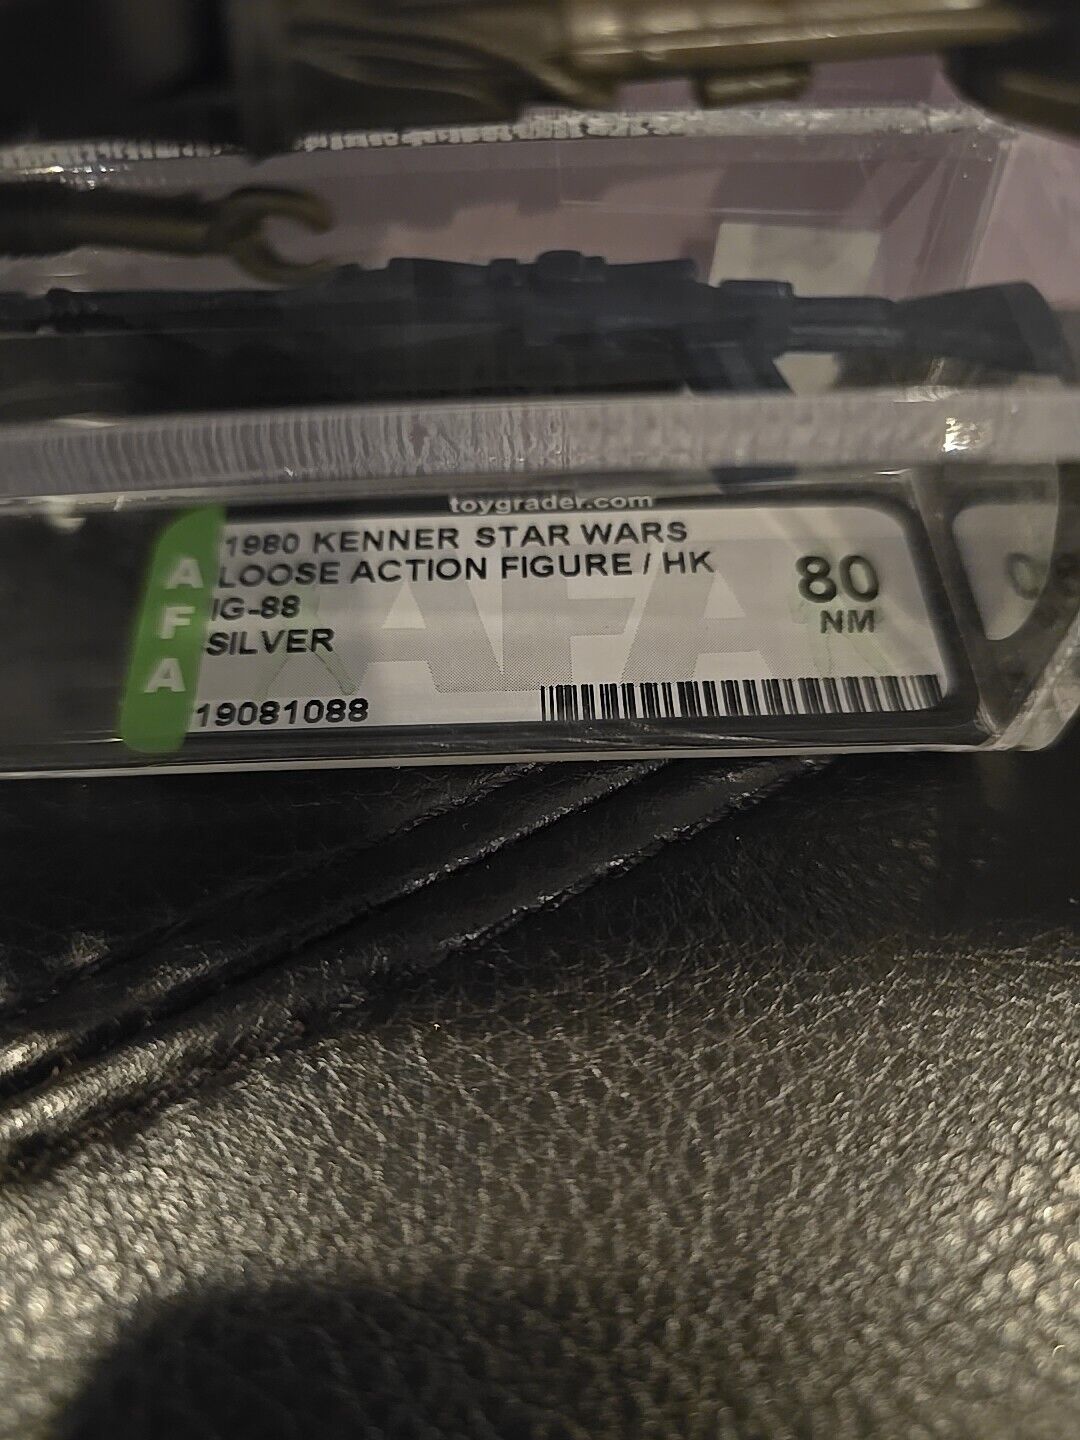 toygrader.com
AFA
1980 KENNER STAR WARS
LOOSE ACTION FIGURE / HK
IG-88
SILVER
80
NM
AFA
19081088